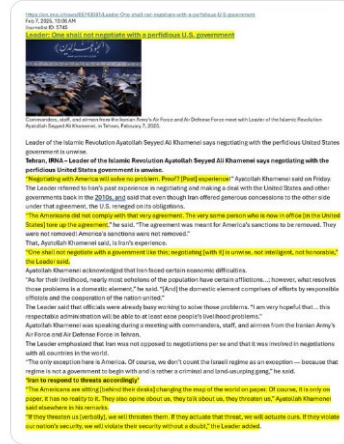 https://en.irna.ir/news/85743031/Leader-One-shall-not-negotiate-with-a-perfidious-U-S-government
Feb 7, 2025, 10:06 AM
Journalist ID: 5745
Leader: One shall not negotiate with a perfidious U.S. government
Commanders, staff, and airmen from the Iranian Army's Air Force and Air Defense Force meet with Leader of the Islamic Revolution
Ayatollah Seyyed Ali Khamenei, in Tehran, February 7, 2025.
Leader of the Islamic Revolution Ayatollah Seyyed Ali Khamenei says negotiating with the perfidious United States
government is unwise.
Tehran, IRNA – Leader of the Islamic Revolution Ayatollah Seyyed Ali Khamenei says negotiating with the
perfidious United States government is unwise.
"Negotiating with America will solve no problem. Proof? [Past] experience!" Ayatollah Khamenei said on Friday.
The Leader referred to Iran's past experience in negotiating and making a deal with the United States and other
governments back in the 2010s, and said that even though Iran offered generous concessions to the other side
under that agreement, the U.S. reneged on its obligations.
"The Americans did not comply with that very agreement. The very same person who is now in office [in the United
States] tore up the agreement," he said. "The agreement was meant for America's sanctions to be removed. They
were not removed! America's sanctions were not removed."
That, Ayatollah Khamenei said, is Iran's experience.
"One shall not negotiate with a government like this; negotiating [with it] is unwise, not intelligent, not honorable,"
the Leader said.
Ayatollah Khamenei acknowledged that Iran faced certain economic difficulties.
"As for their livelihood, nearly most echelons of the population have certain afflictions...; however, what resolves
those problems is a domestic element," he said. "[And] the domestic element comprises of efforts by responsible
officials and the cooperation of the nation united."
The Leader said that officials were already busy working to solve those problems. "I am very hopeful that... this
respectable administration will be able to at least ease people's livelihood problems."
Ayatollah Khamenei was speaking during a meeting with commanders, staff, and airmen from the Iranian Army's
Air Force and Air Defense Force in Tehran.
The Leader emphasized that Iran was not opposed to negotiations per se and that it was involved in negotiations
with all countries in the world.
"The only exception here is America. Of course, we don't count the Israeli regime as an exception — because that
regime is not a government to begin with and is rather a criminal and land-usurping gang," he said.
'Iran to respond to threats accordingly'
"The Americans are sitting [behind their desks] changing the map of the world on paper. Of course, it is only on
paper, it has no reality to it. They also opine about us, they talk about us, they threaten us," Ayatollah Khamenei
said elsewhere in his remarks.
"If they threaten us [verbally], we will threaten them. If they actuate that threat, we will actuate ours. If they violate
our nation's security, we will violate their security without a doubt," the Leader added.